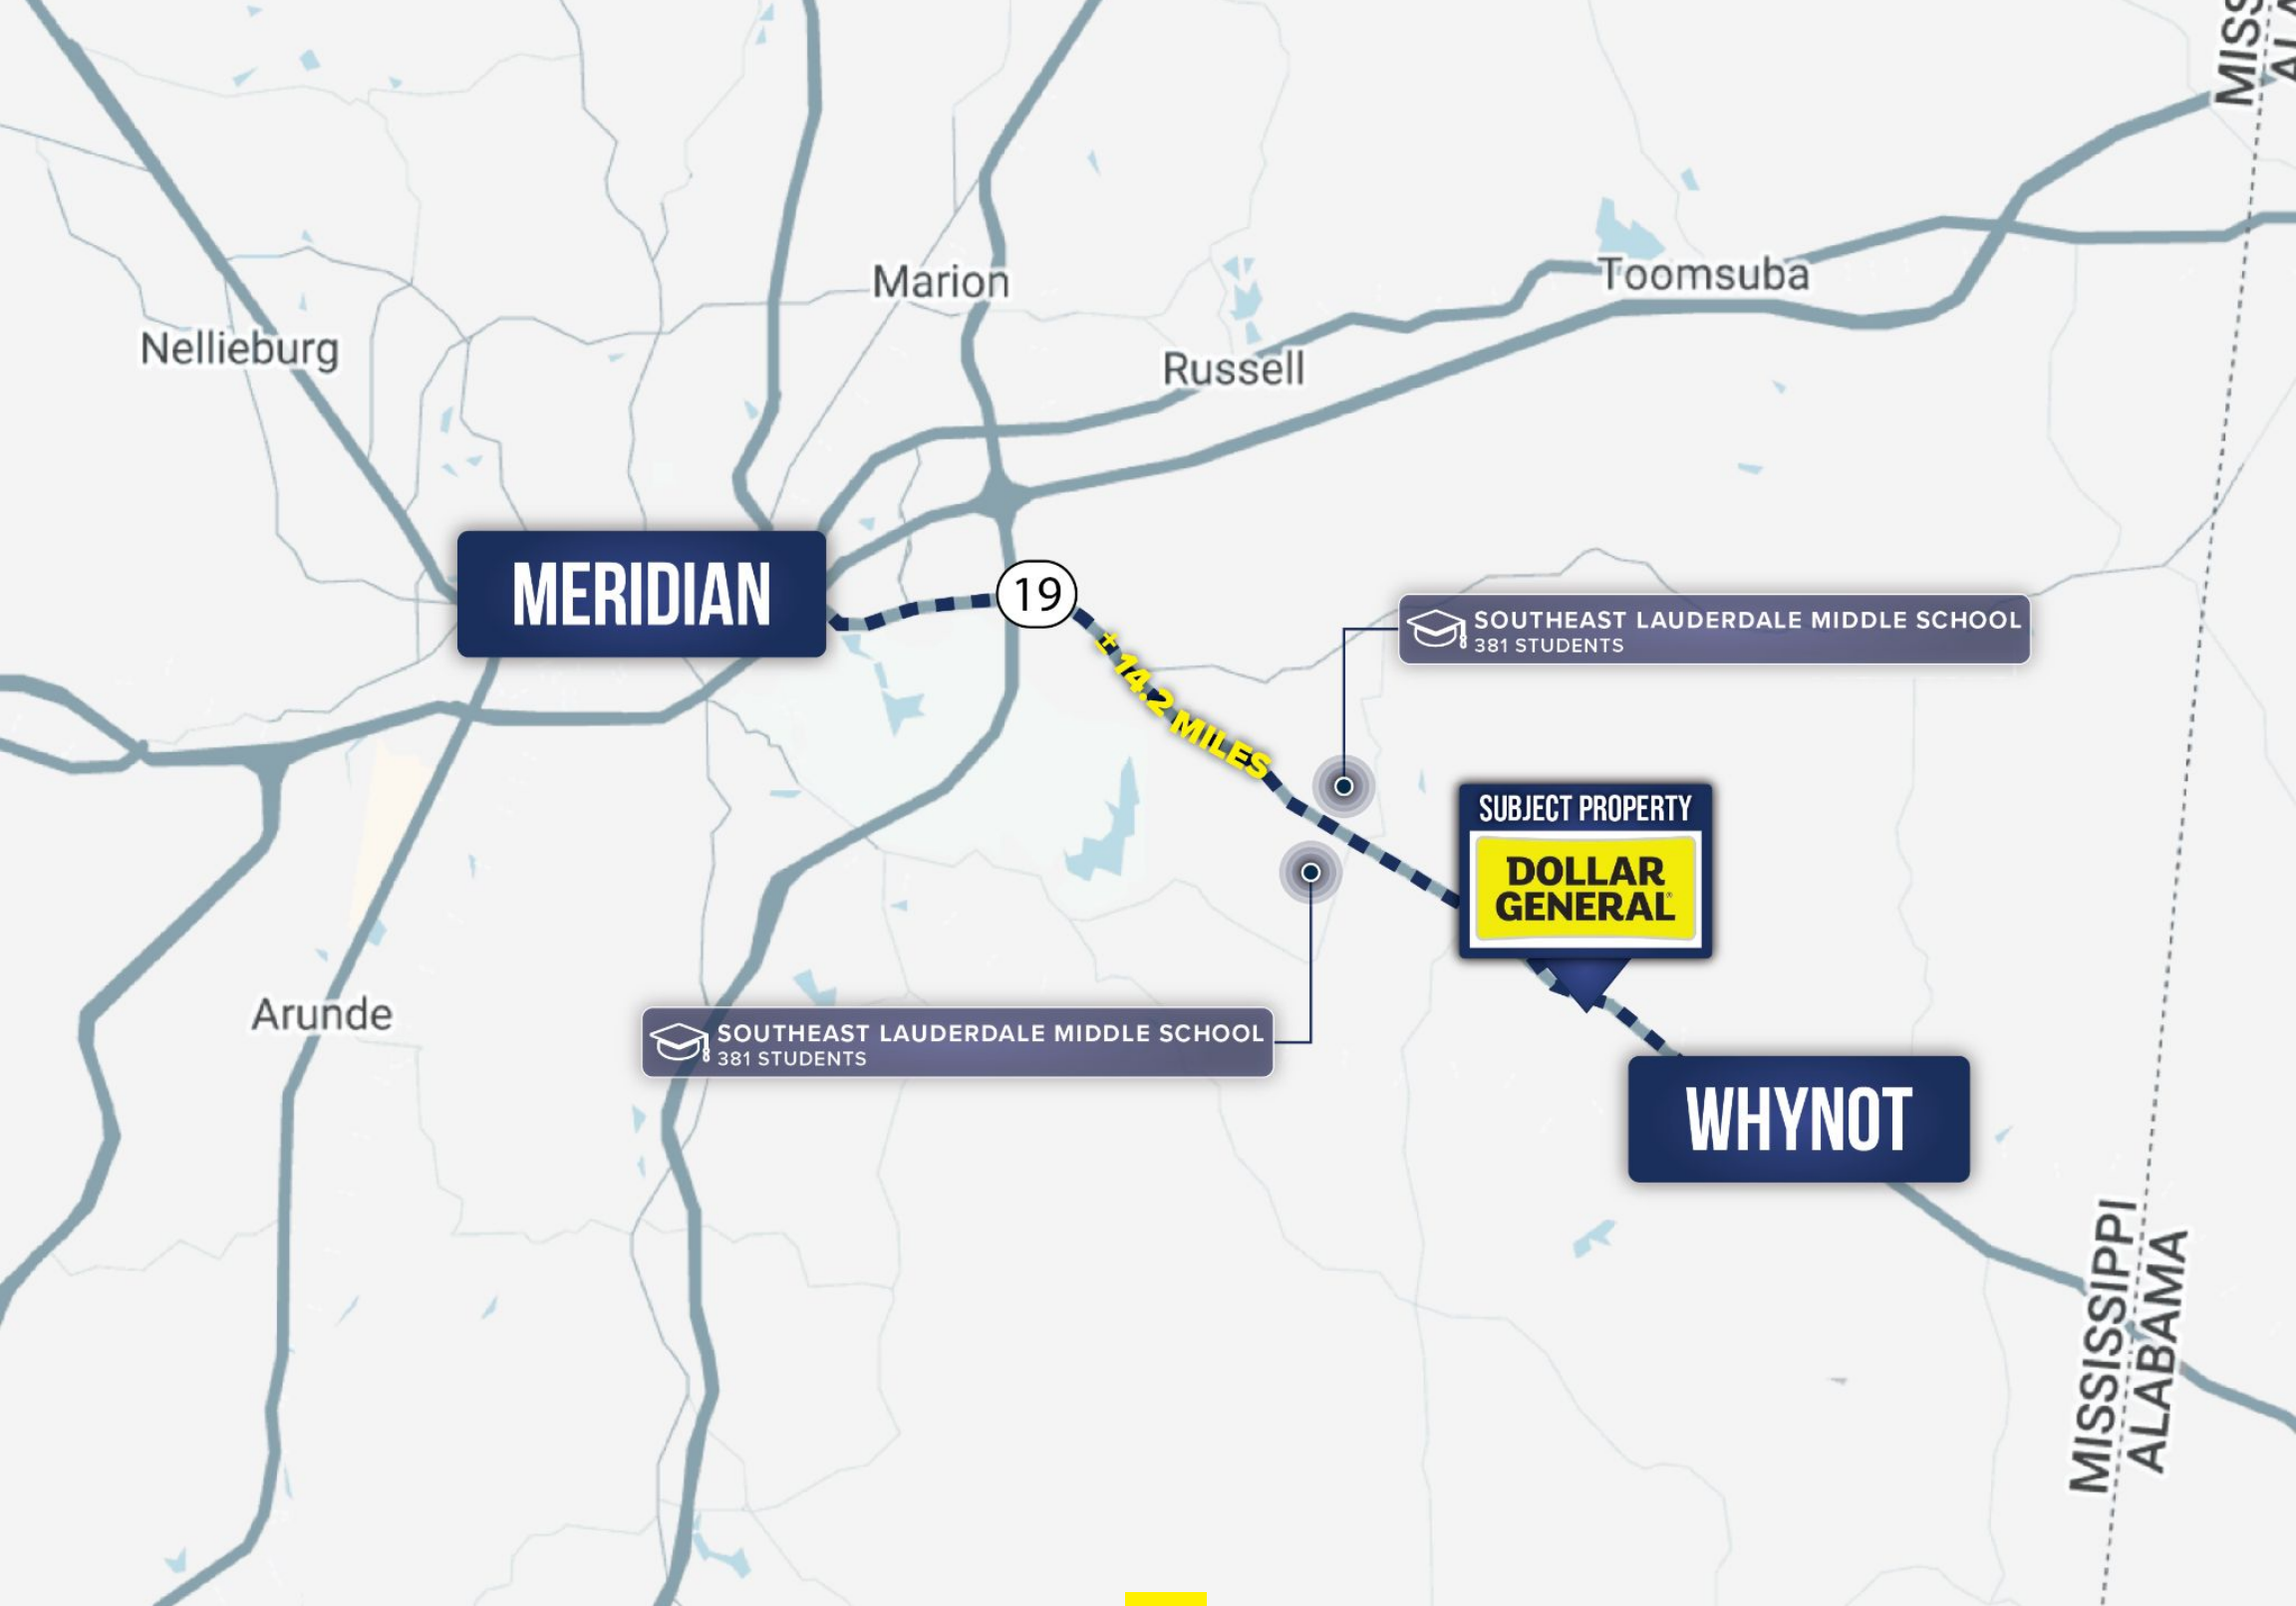 MISS
ALA
Marion
Toomsuba
Nellieburg
Russell
MERIDIAN
19
± 14.2 MILES
SOUTHEAST LAUDERDALE MIDDLE SCHOOL
381 STUDENTS
SUBJECT PROPERTY
DOLLAR
GENERAL®
Arunde
SOUTHEAST LAUDERDALE MIDDLE SCHOOL
381 STUDENTS
WHYNOT
MISSISSIPPI
ALABAMA